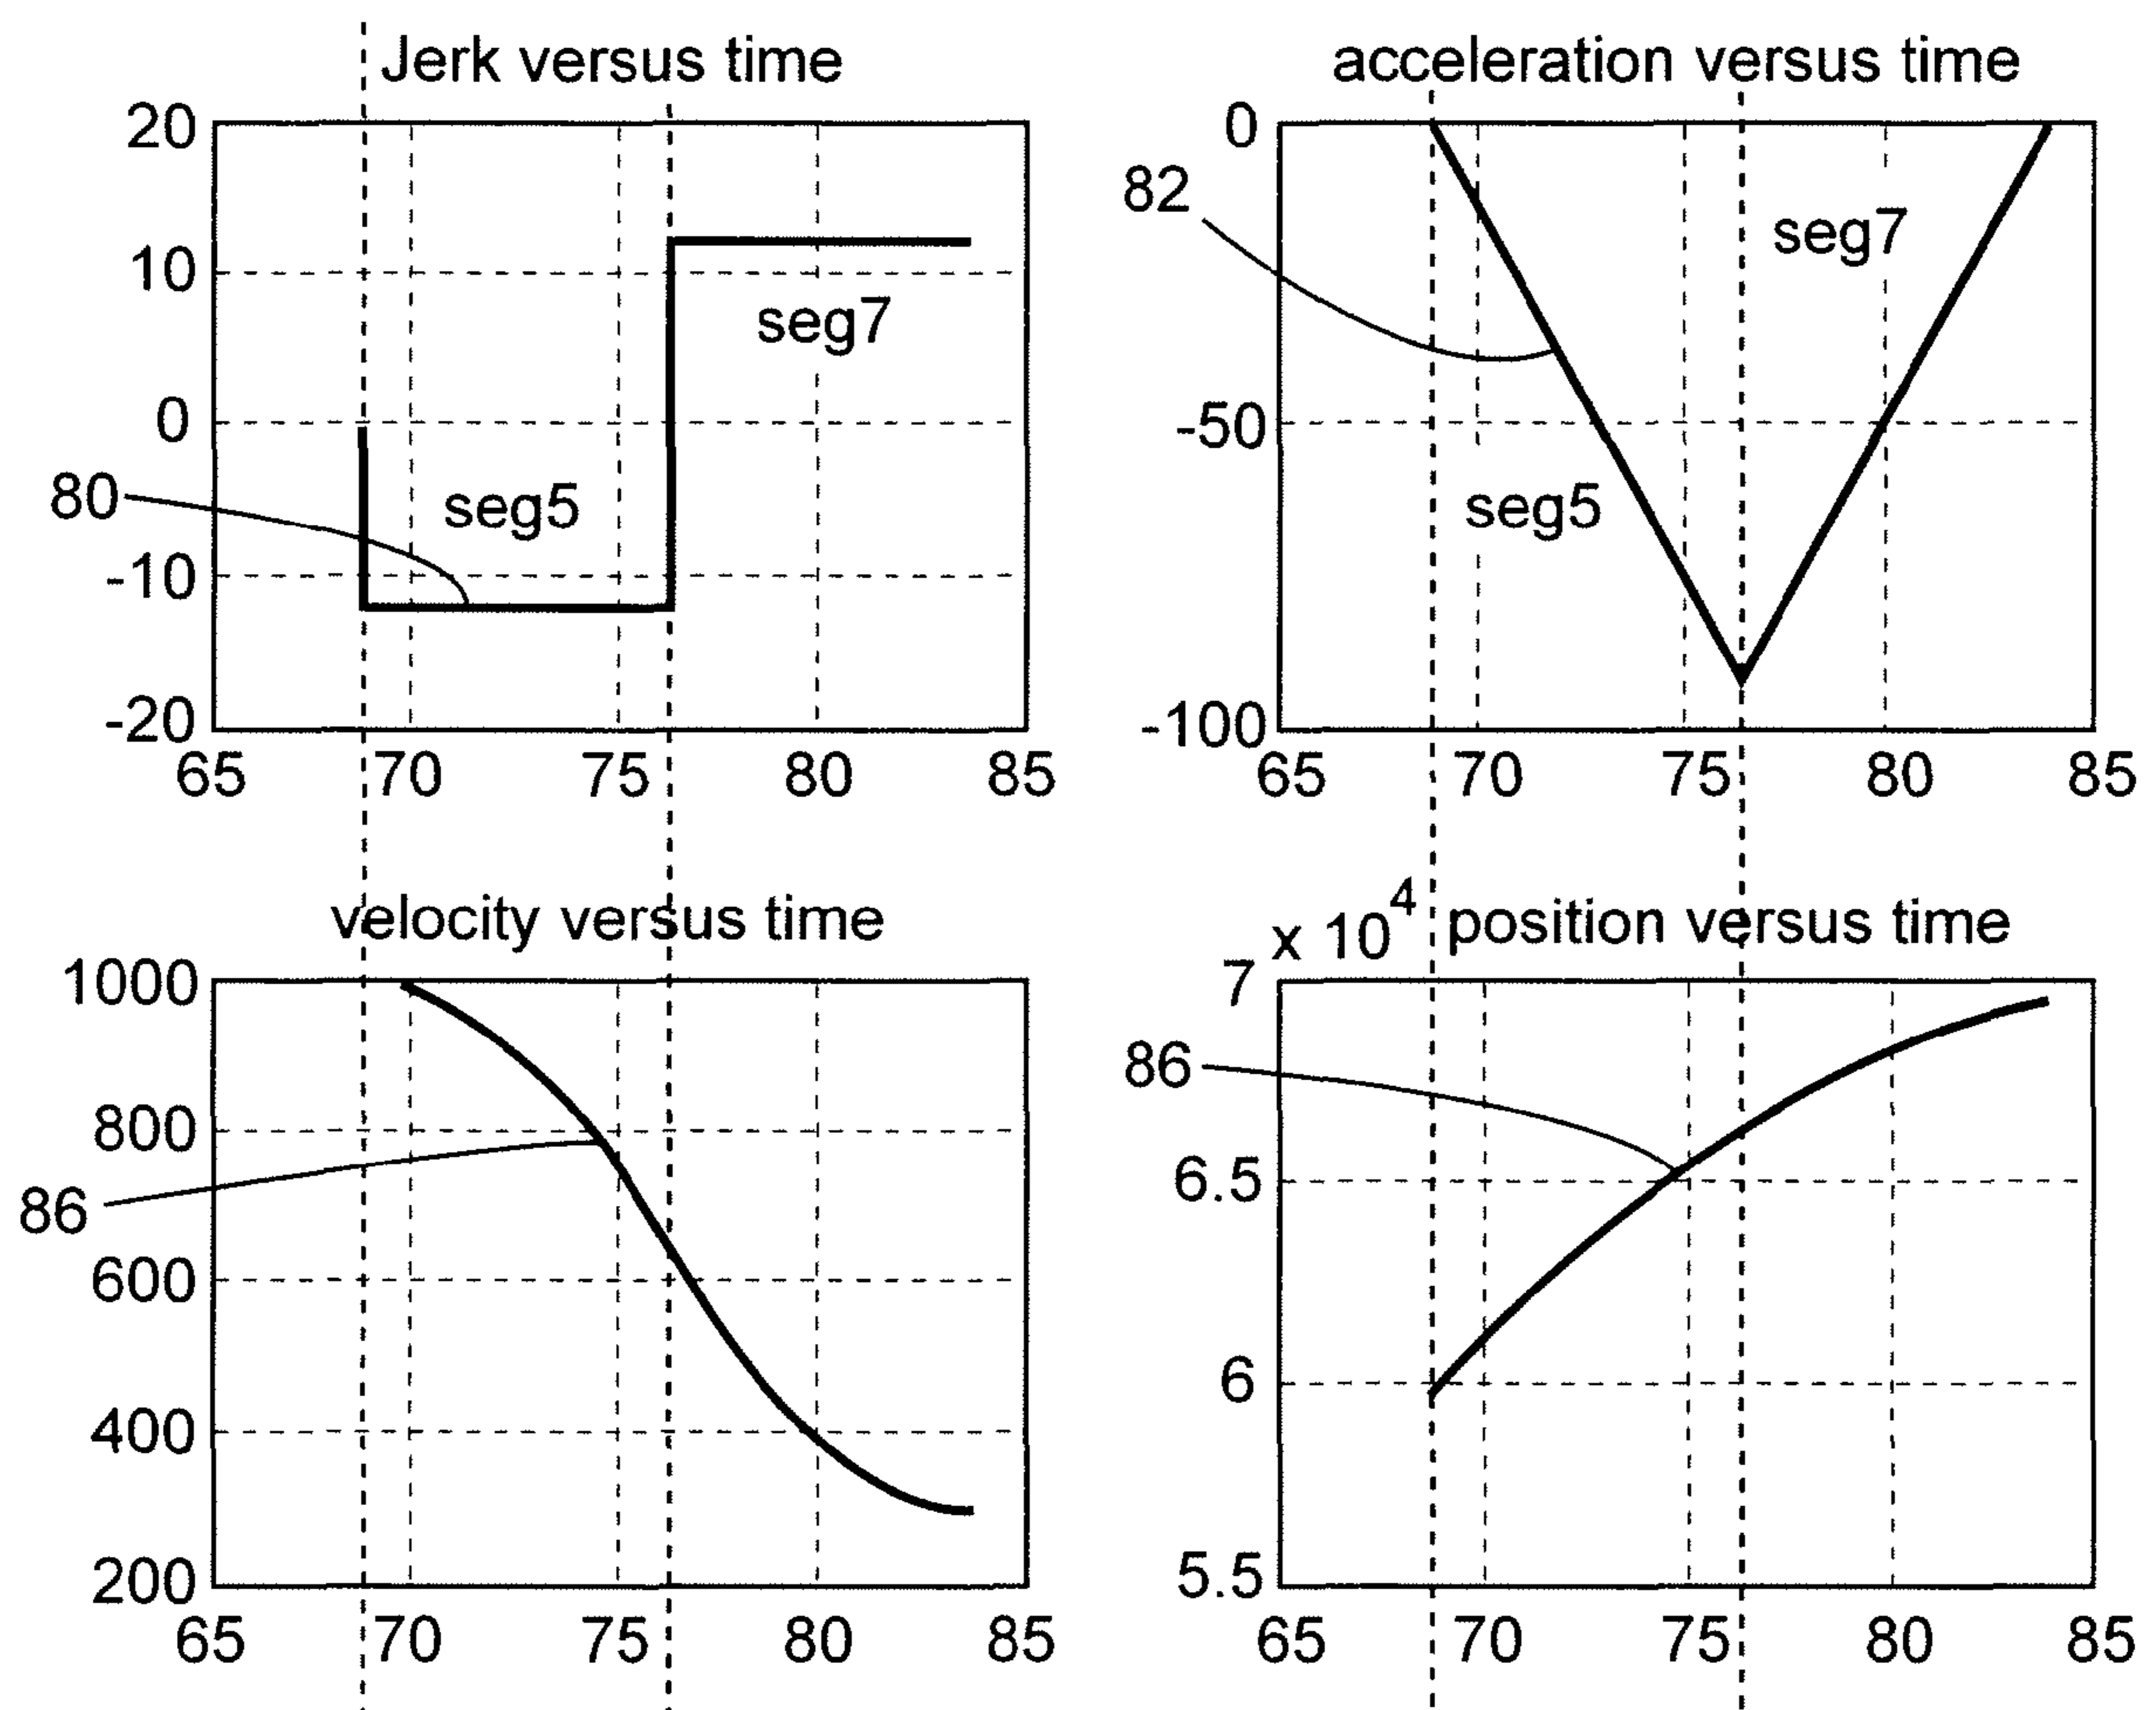 Jerk versus time
20
10
0
-10
-20
65 70 75 80 85
80
seg5
seg7
acceleration versus time
0
-50
-100
65 70 75 80 85
82
seg5
seg7
velocity versus time
1000
800
600
400
200
65 70 75 80 85
86
x 10^4 position versus time
7
6.5
6
5.5
65 70 75 80 85
86